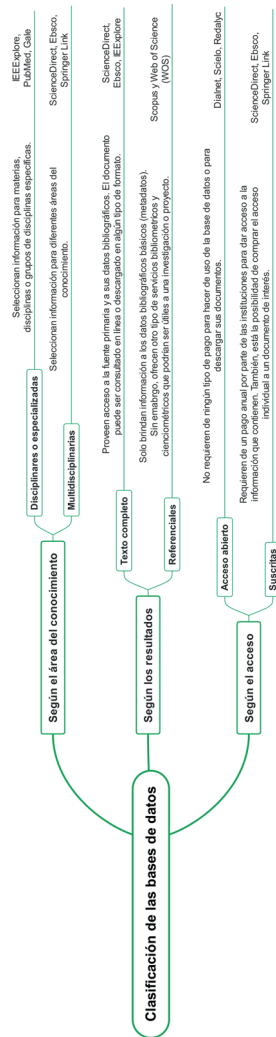 Clasificación de las bases de datos
Según el área del conocimiento
Disciplinares o especializadas
Seleccionan información para materias,
disciplinas o grupos de disciplinas específicas.
IEEExplore,
PubMed, Gale
Multidisciplinarias
Seleccionan información para diferentes áreas del
conocimiento.
ScienceDirect, Ebsco,
Springer Link
Según los resultados
Texto completo
Proveen acceso a la fuente primaria y a sus datos bibliográficos. El documento
puede ser consultado en línea o descargado en algún tipo de formato.
ScienceDirect,
Ebsco, IEExplore
Referenciales
Solo brindan información a los datos bibliográficos básicos (metadatos).
Sin emabrgo, ofrecen otro tipo de servicios bibliometricos y
cienciométricos que podrían ser útiles a una investigación o proyecto.
Scopus y Web of Science
(WOS)
Según el acceso
Acceso abierto
No requieren de ningún tipo de pago para hacer de uso de la base de datos o para
descargar sus documentos.
Dialnet, Scielo, Redalyc
Suscritas
Requieren de un pago anual por parte de las instituciones para dar acceso a la
información que contienen. También, está la posibilidad de comprar el acceso
individual a un documento de interés.
ScienceDirect, Ebsco,
Springer Link